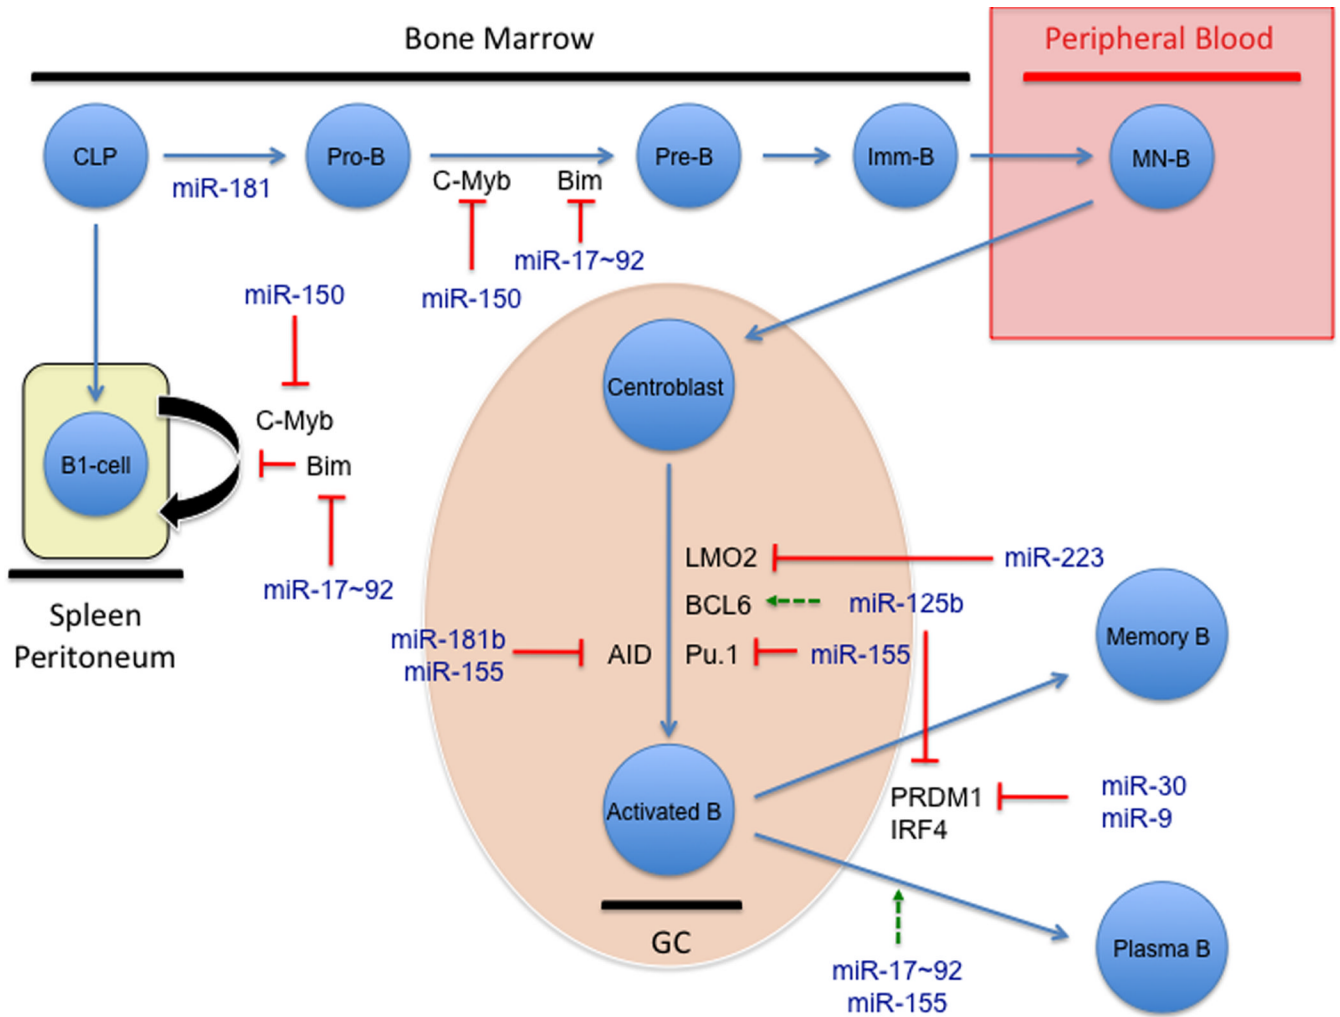 Bone Marrow
Peripheral Blood
CLP
Pro-B
Pre-B
Imm-B
MN-B
miR-181
C-Myb
Bim
miR-17~92
miR-150
miR-150
C-Myb
B1-cell
Bim
miR-17~92
Spleen
Peritoneum
Centroblast
LMO2
miR-223
BCL6
miR-125b
miR-181b
miR-155
AID
Pu.1
miR-155
Memory B
Activated B
PRDM1
IRF4
miR-30
miR-9
GC
Plasma B
miR-17~92
miR-155